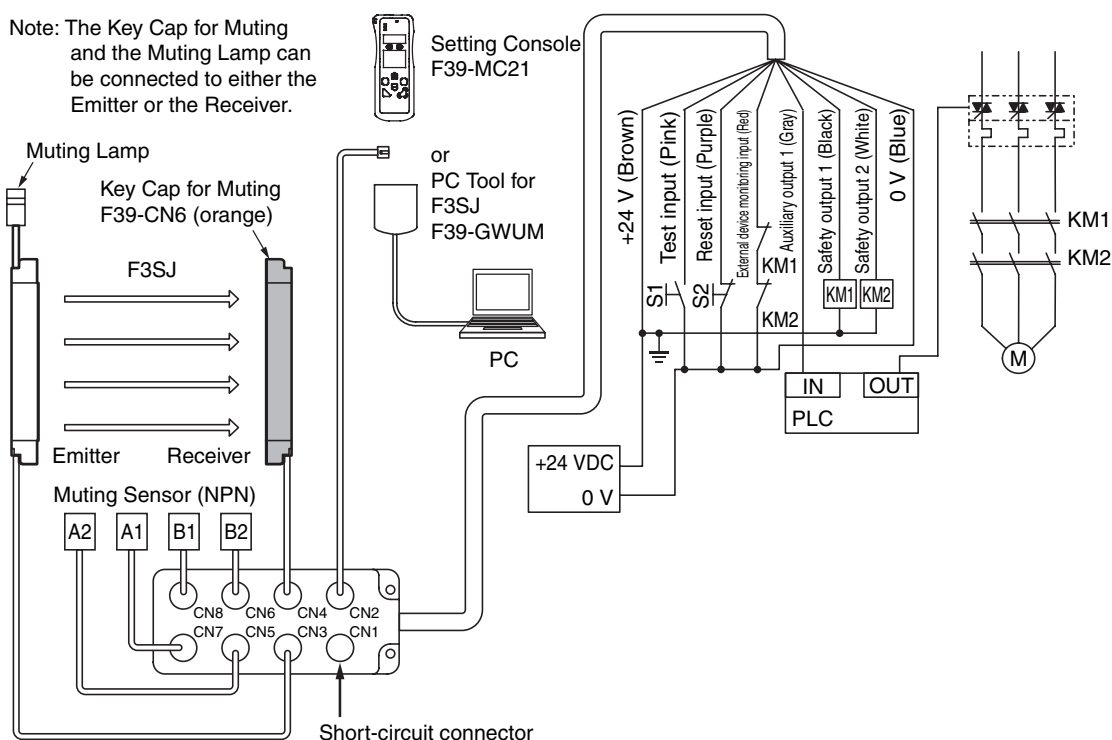 Note: The Key Cap for Muting
and the Muting Lamp can
be connected to either the
Emitter or the Receiver.
Setting Console
F39-MC21
or
PC Tool for
F3SJ
F39-GWUM
PC
Muting Lamp
Key Cap for Muting
F39-CN6 (orange)
F3SJ
Emitter
Receiver
Muting Sensor (NPN)
A2
A1
B1
B2
CN8
CN6
CN4
CN2
CN7
CN5
CN3
CN1
Short-circuit connector
+24 V (Brown)
Test input (Pink)
Reset input (Purple)
External device monitoring input (Red)
Auxiliary output 1 (Gray)
Safety output 1 (Black)
Safety output 2 (White)
0 V (Blue)
S1
S2
KM1
KM2
KM1
KM2
IN
OUT
PLC
+24 VDC
0 V
KM1
KM2
M